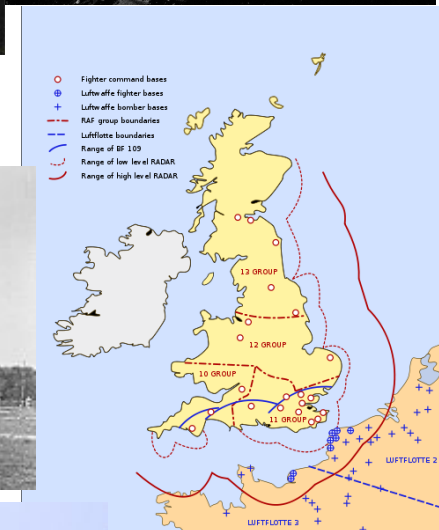 Fighter command bases
Luftwaffe fighter bases
Luftwaffe bomber bases
RAF group boundaries
Luftflotte boundaries
Range of BF 109
Range of low level RADAR
Range of high level RADAR
13 GROUP
12 GROUP
10 GROUP
11 GROUP
LUFTFLOTTE 2
LUFTFLOTTE 3